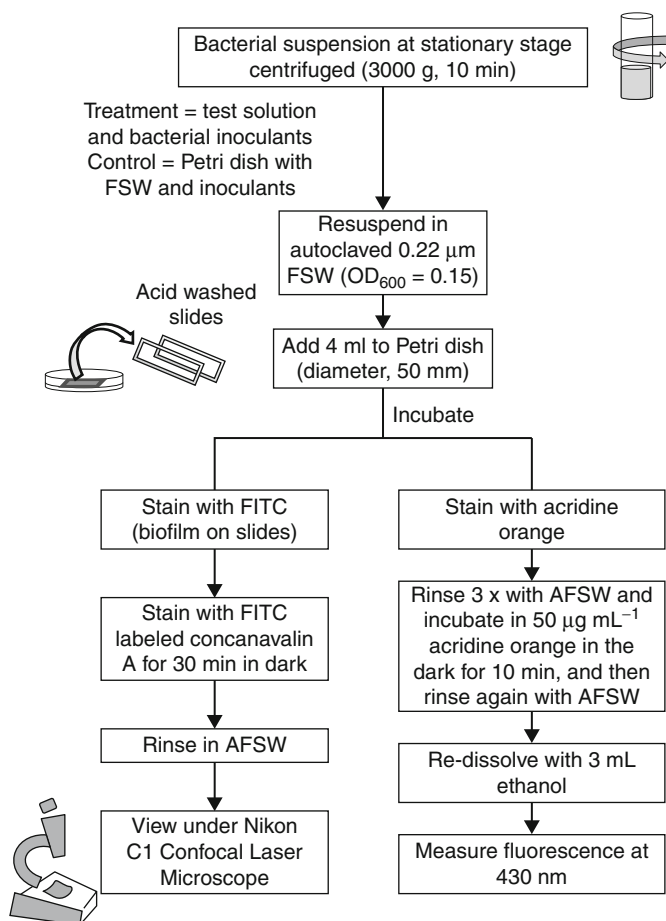 Bacterial suspension at stationary stage
centrifuged (3000 g, 10 min)
Treatment = test solution
and bacterial inoculants
Control = Petri dish with
FSW and inoculants
Resuspend in
autoclaved 0.22 μm
FSW (OD₆₀₀ = 0.15)
Acid washed
slides
Add 4 ml to Petri dish
(diameter, 50 mm)
Incubate
Stain with FITC
(biofilm on slides)
Stain with FITC
labeled concanavalin
A for 30 min in dark
Rinse in AFSW
View under Nikon
C1 Confocal Laser
Microscope
Stain with acridine
orange
Rinse 3 x with AFSW and
incubate in 50 μg mL⁻¹
acridine orange in the
dark for 10 min, and then
rinse again with AFSW
Re-dissolve with 3 mL
ethanol
Measure fluorescence at
430 nm